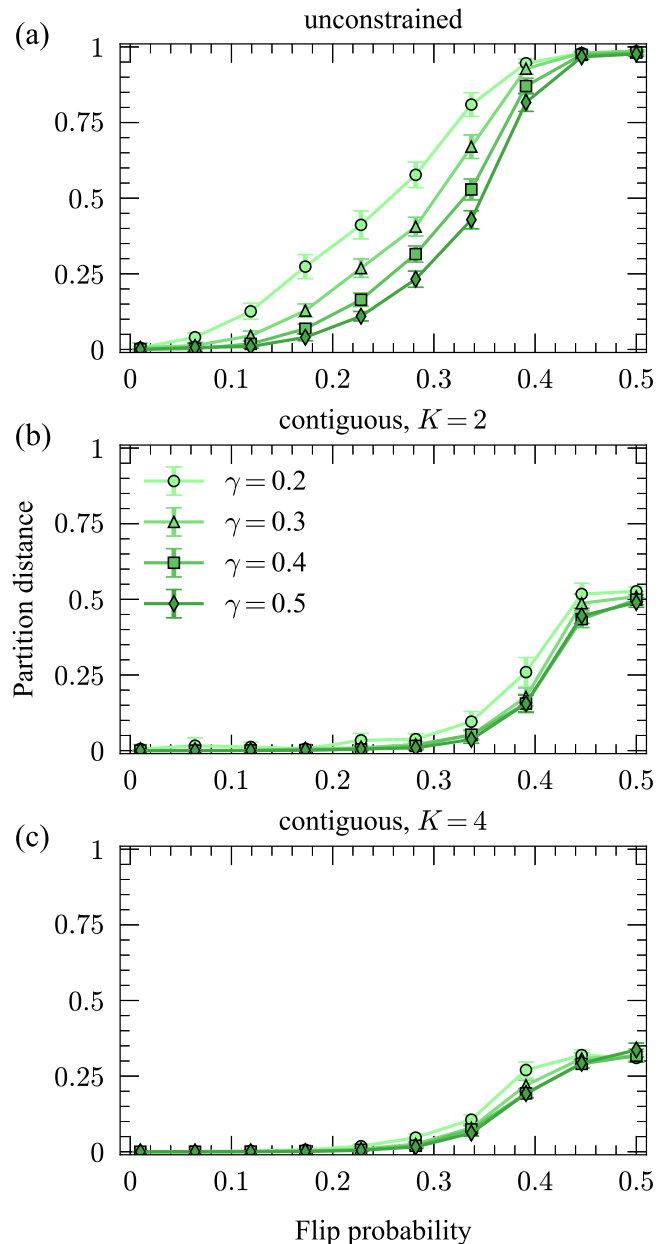 (a)
unconstrained
1
0.75
0.5
0.25
0
0 0.1 0.2 0.3 0.4 0.5
(b)
contiguous, K = 2
1
0.75
0.5
0.25
0
γ = 0.2
γ = 0.3
γ = 0.4
γ = 0.5
Partition distance
0 0.1 0.2 0.3 0.4 0.5
(c)
contiguous, K = 4
1
0.75
0.5
0.25
0
0 0.1 0.2 0.3 0.4 0.5
Flip probability